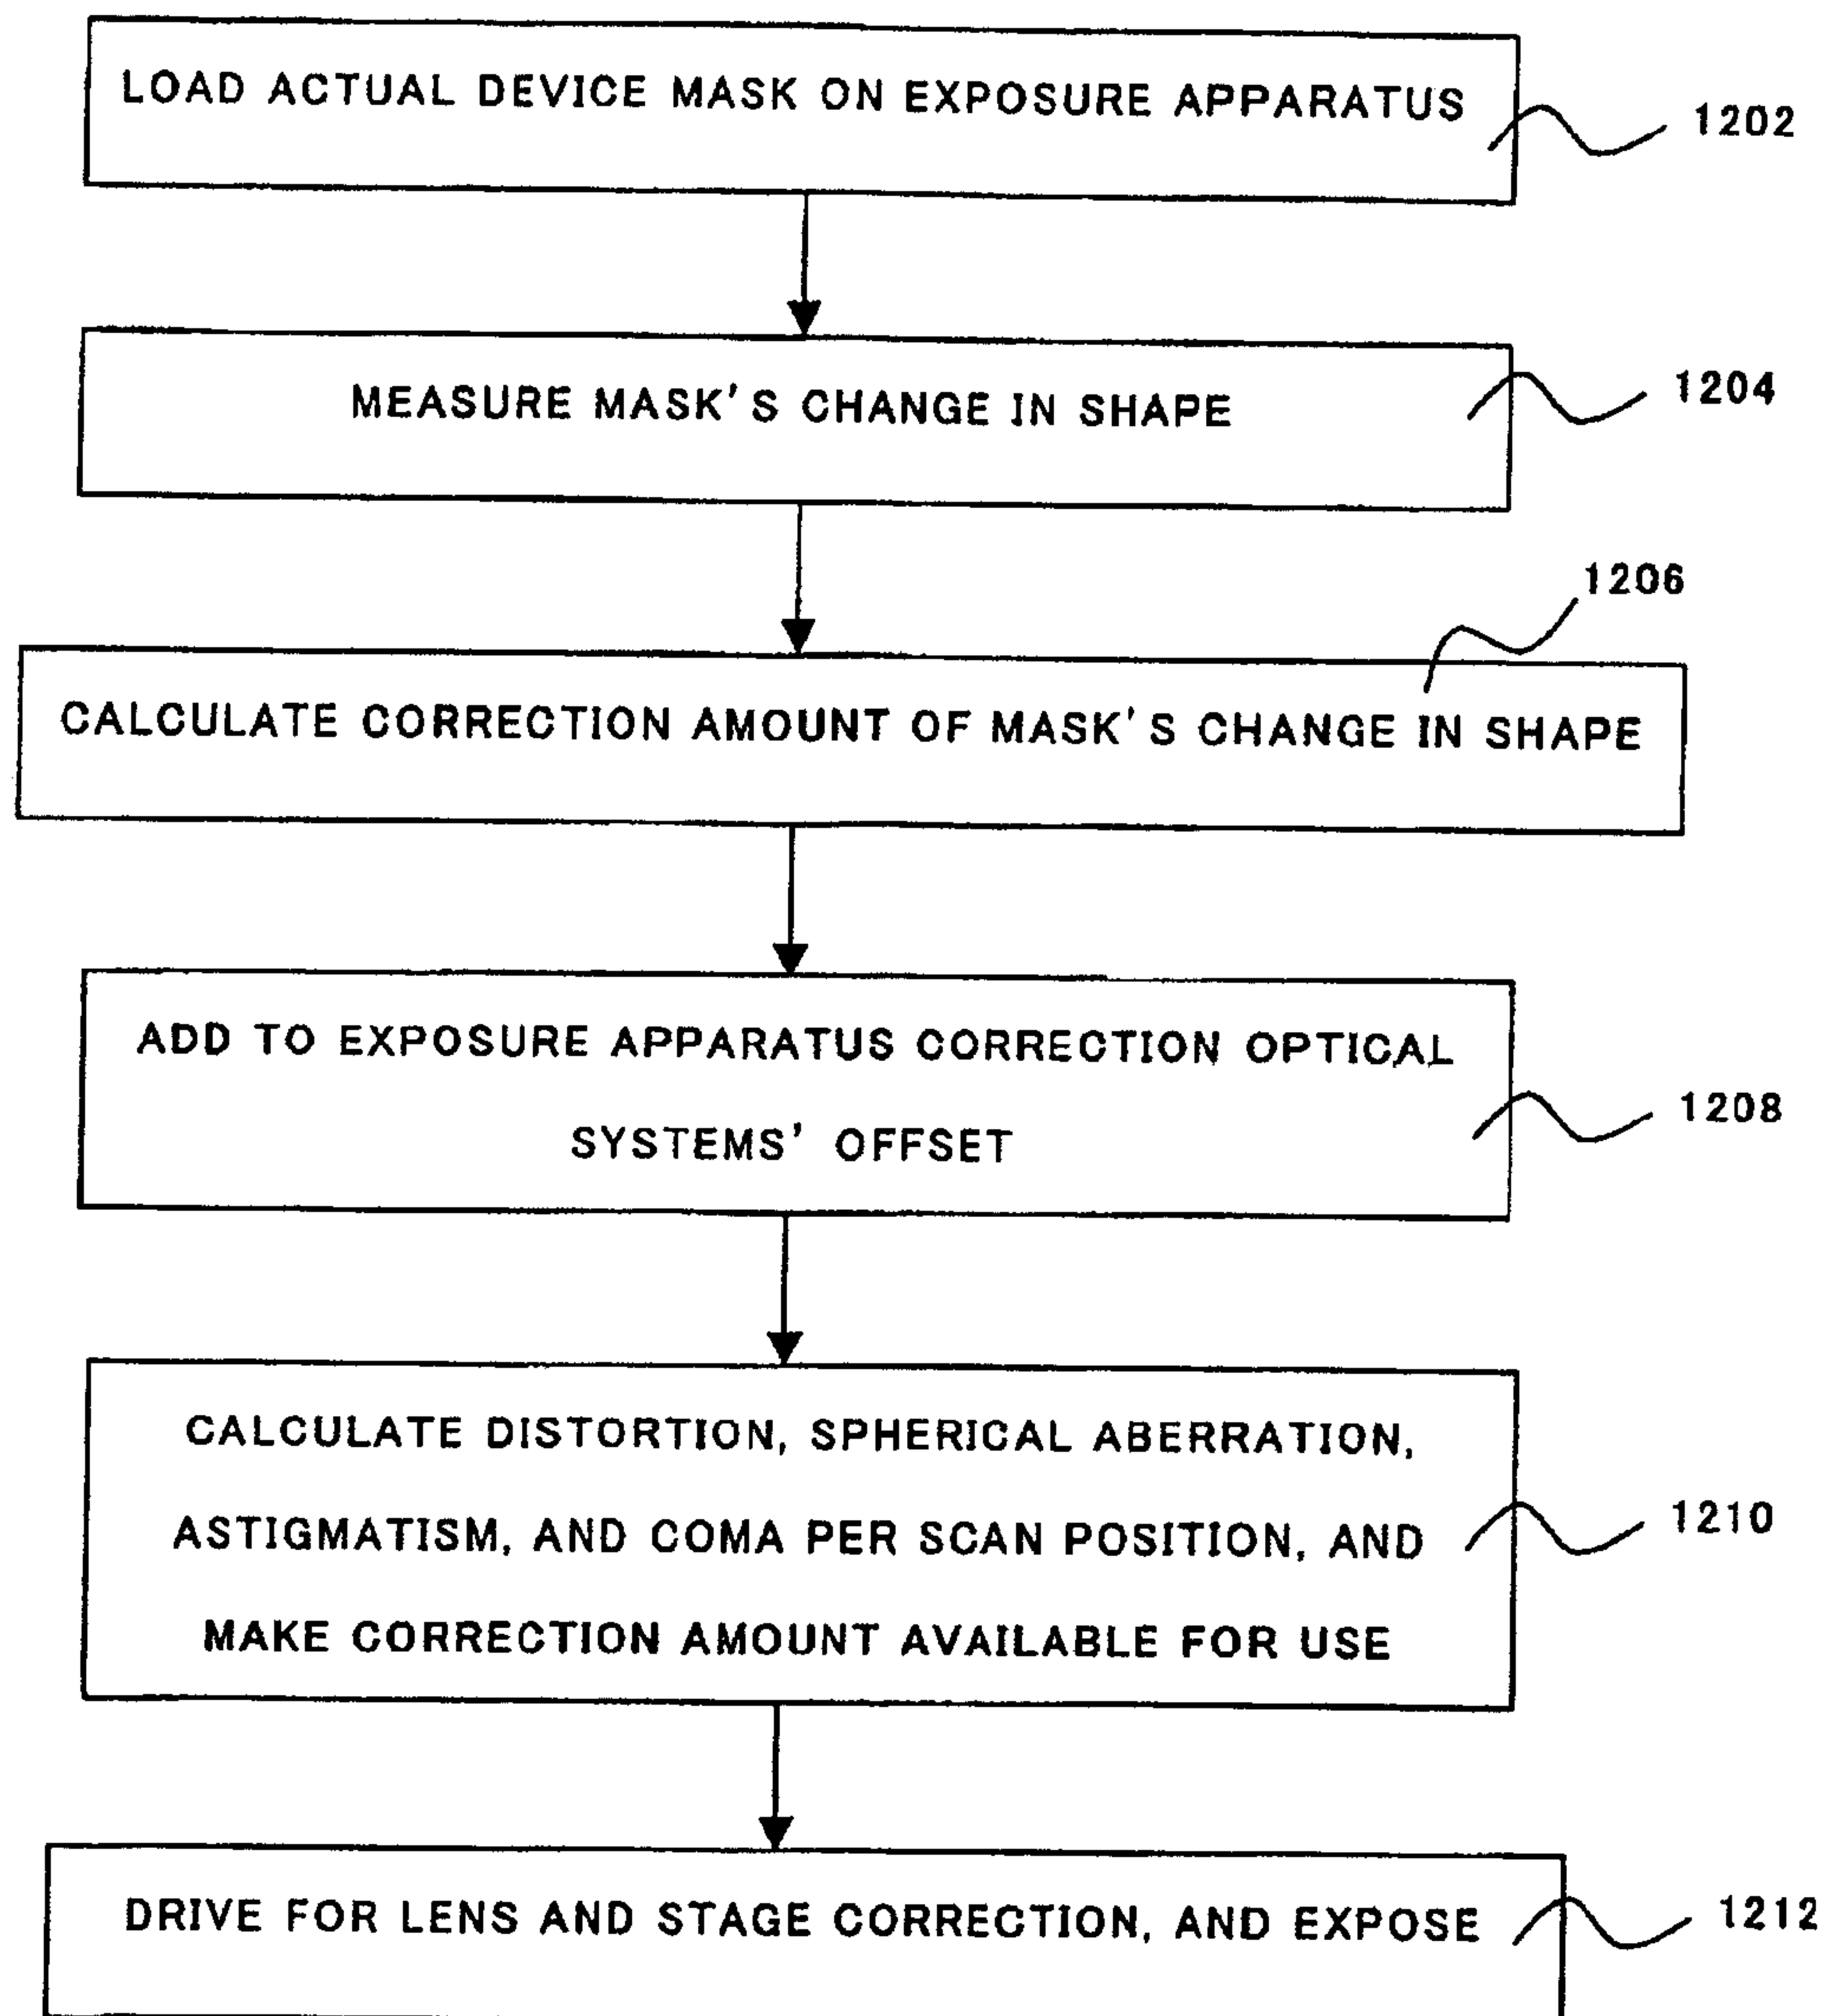 LOAD ACTUAL DEVICE MASK ON EXPOSURE APPARATUS
1202
MEASURE MASK'S CHANGE IN SHAPE
1204
1206
CALCULATE CORRECTION AMOUNT OF MASK'S CHANGE IN SHAPE
ADD TO EXPOSURE APPARATUS CORRECTION OPTICAL
SYSTEMS' OFFSET
1208
CALCULATE DISTORTION, SPHERICAL ABERRATION,
ASTIGMATISM, AND COMA PER SCAN POSITION, AND
MAKE CORRECTION AMOUNT AVAILABLE FOR USE
1210
DRIVE FOR LENS AND STAGE CORRECTION, AND EXPOSE
1212